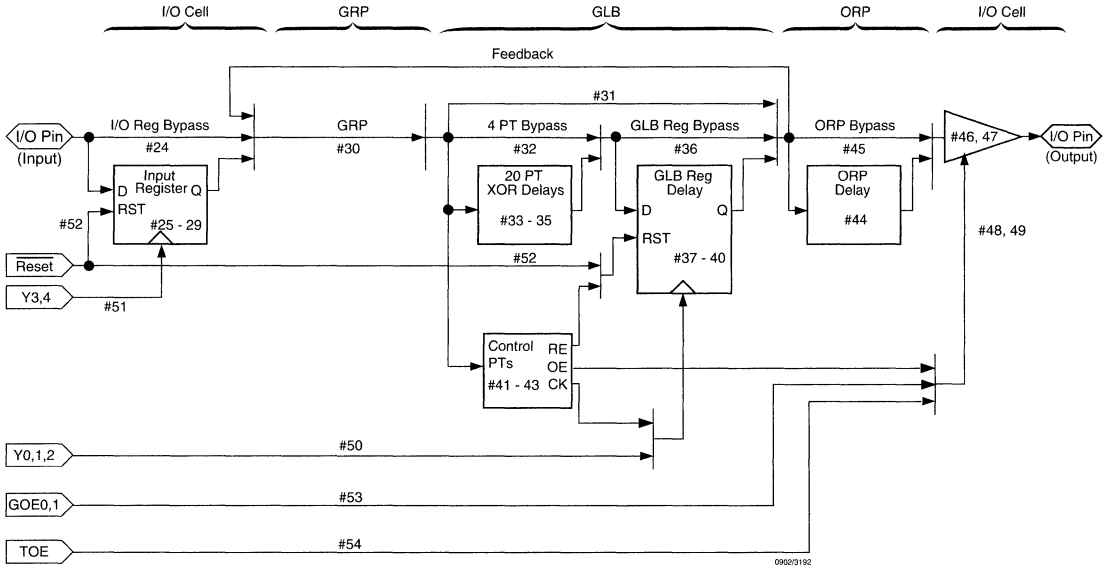 I/O Cell
GRP
GLB
ORP
I/O Cell
Feedback
#31
I/O Pin
(Input)
I/O Reg Bypass
#24
GRP
#30
4 PT Bypass
#32
GLB Reg Bypass
#36
ORP Bypass
#45
#46, 47
I/O Pin
(Output)
Input
Register
D
Q
RST
#25 - 29
#52
20 PT
XOR Delays
#33 - 35
GLB Reg
Delay
D
Q
RST
#37 - 40
ORP
Delay
#44
#48, 49
Reset
#52
Y3,4
#51
Control
PTs
#41 - 43
RE
OE
CK
Y0,1,2
#50
GOE0,1
#53
TOE
#54
0902/3192